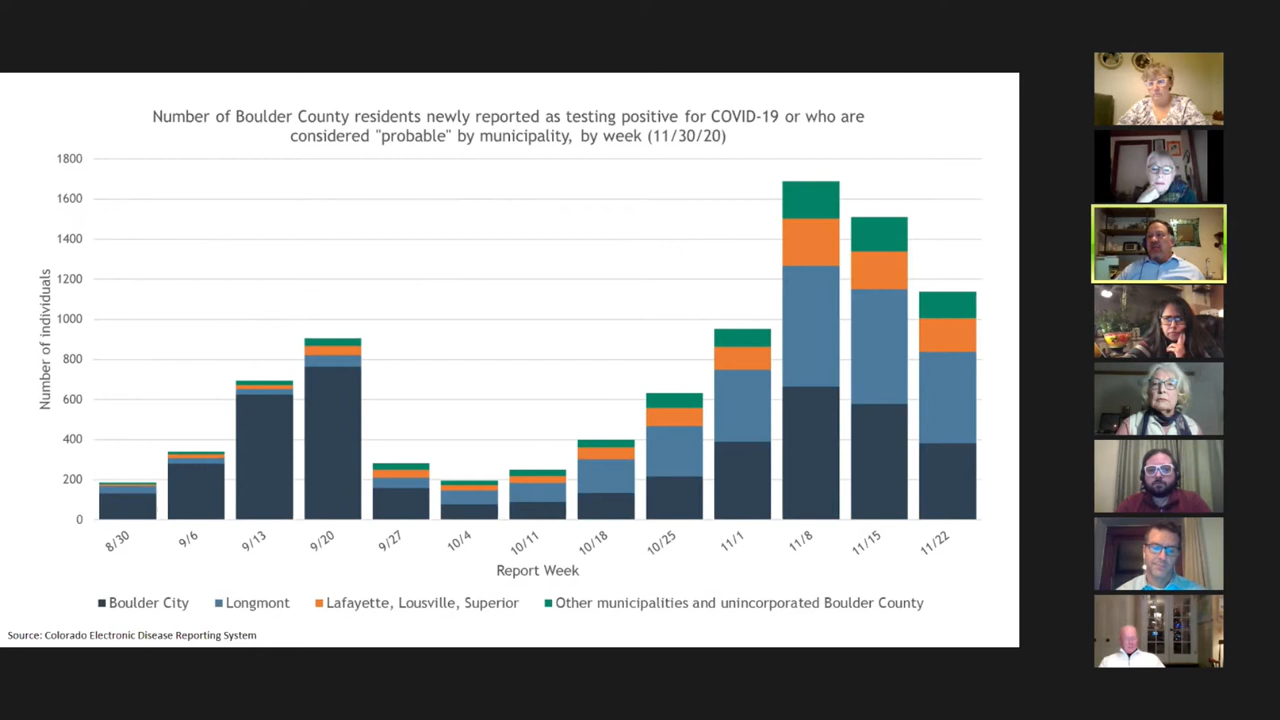 Number of Boulder County residents newly reported as testing positive for COVID-19 or who are
considered "probable" by municipality, by week (11/30/20)
1800
1600
1400
1200
1000
800
600
400
200
0
Number of individuals
8/30
9/6
9/13
9/20
9/27
10/4
10/11
10/18
10/25
11/1
11/8
11/15
11/22
Report Week
Boulder City
Longmont
Lafayette, Lousville, Superior
Other municipalities and unincorporated Boulder County
Source: Colorado Electronic Disease Reporting System